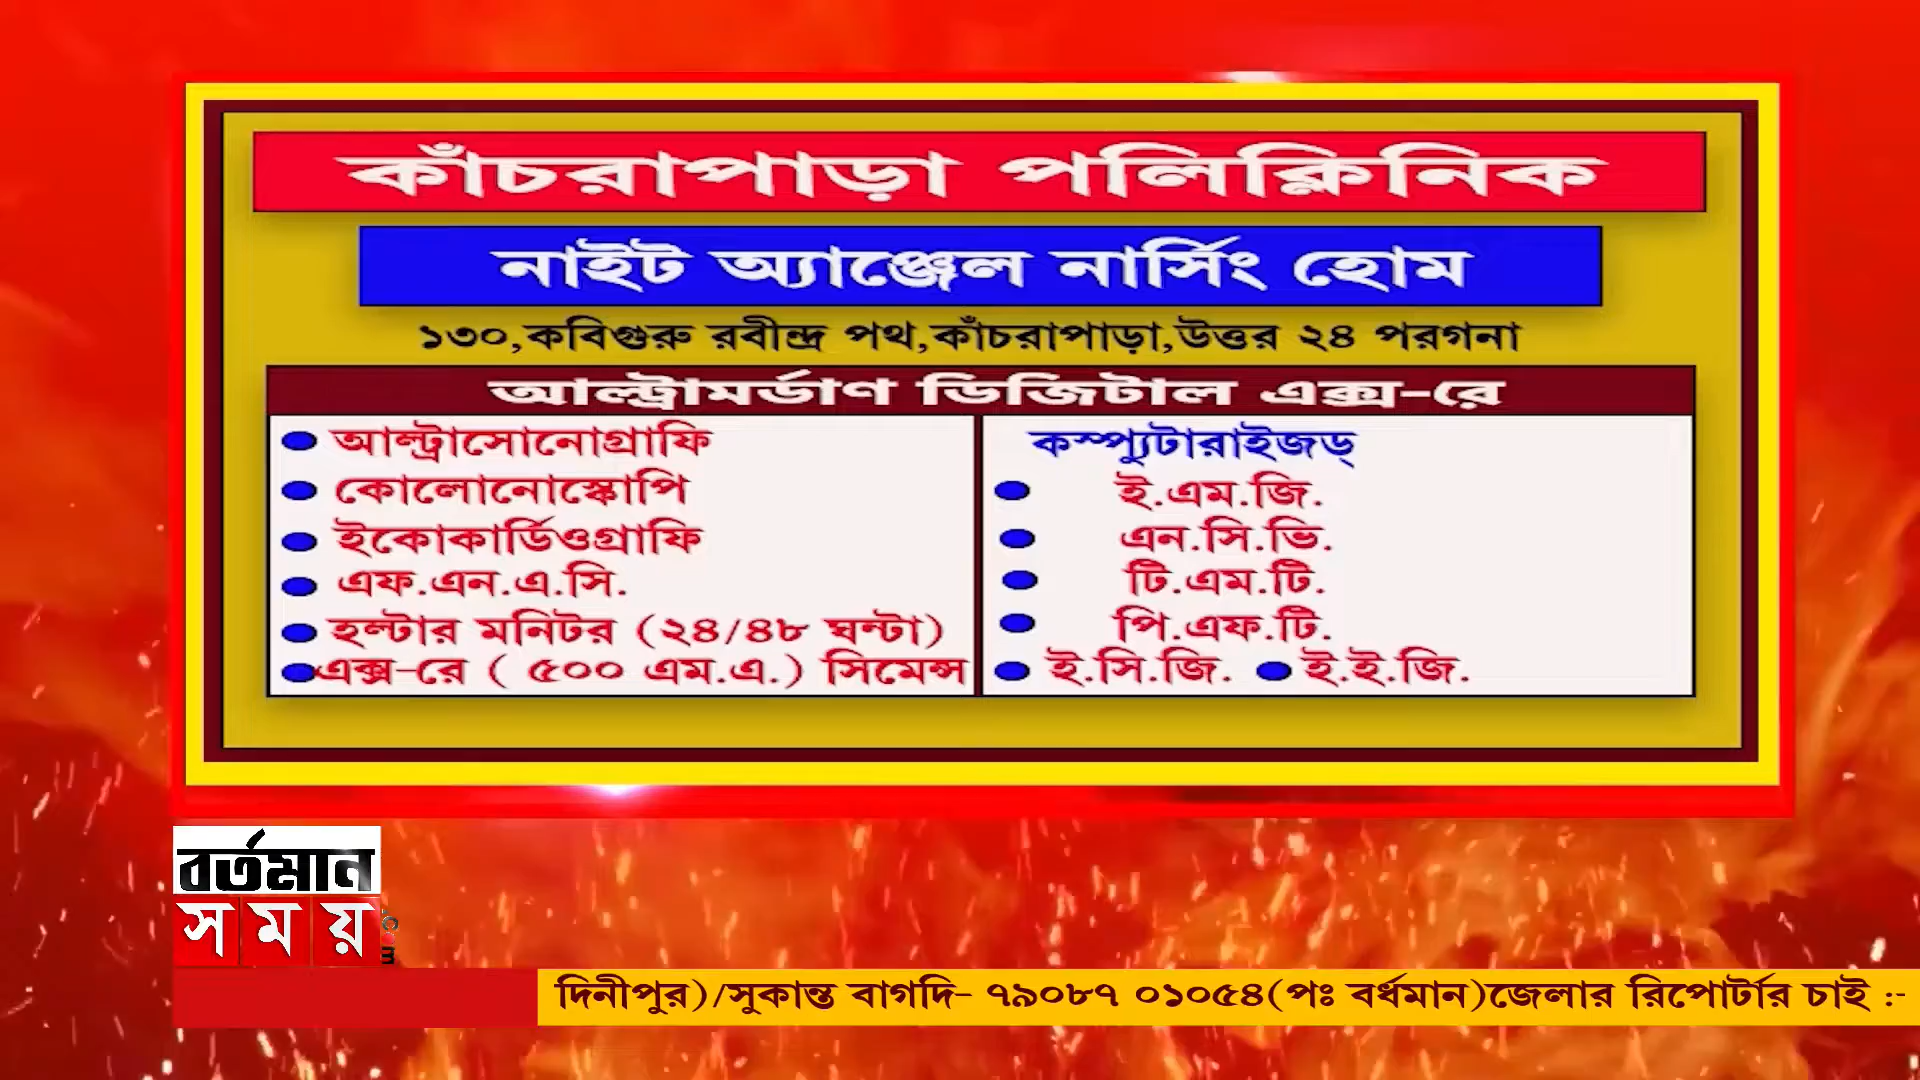 কাঁচরাপাড়া পলিক্লিনিক
নাইট অ্যাঞ্জেল নার্সিং হোম
১৩০,কবিগুরু রবীন্দ্র পথ,কাঁচরাপাড়া,উত্তর ২৪ পরগনা
আল্ট্রামর্ডাণ ডিজিটাল এক্স-রে
আল্ট্রাসোনোগ্রাফি
কোলোনোস্কোপি
ইকোকার্ডিওগ্রাফি
এফ.এন.এ.সি.
হল্টার মনিটর (২৪/৪৮ ঘন্টা)
এক্স-রে ( ৫০০ এম.এ.) সিমেন্স
কম্প্যুটারাইজড্
ই.এম.জি.
এন.সি.ভি.
টি.এম.টি.
পি.এফ.টি.
ই.সি.জি. ই.ই.জি.
বর্তমান
সময়
.com
দিনীপুর)/সুকান্ত বাগদি- ৭৯০৮৭ ০১০৫৪(পঃ বর্ধমান)জেলার রিপোর্টার চাই :-